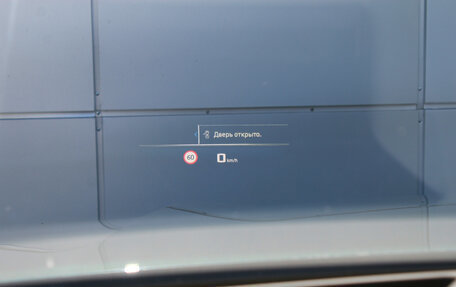 Дверь открыто.
60 0 km/h